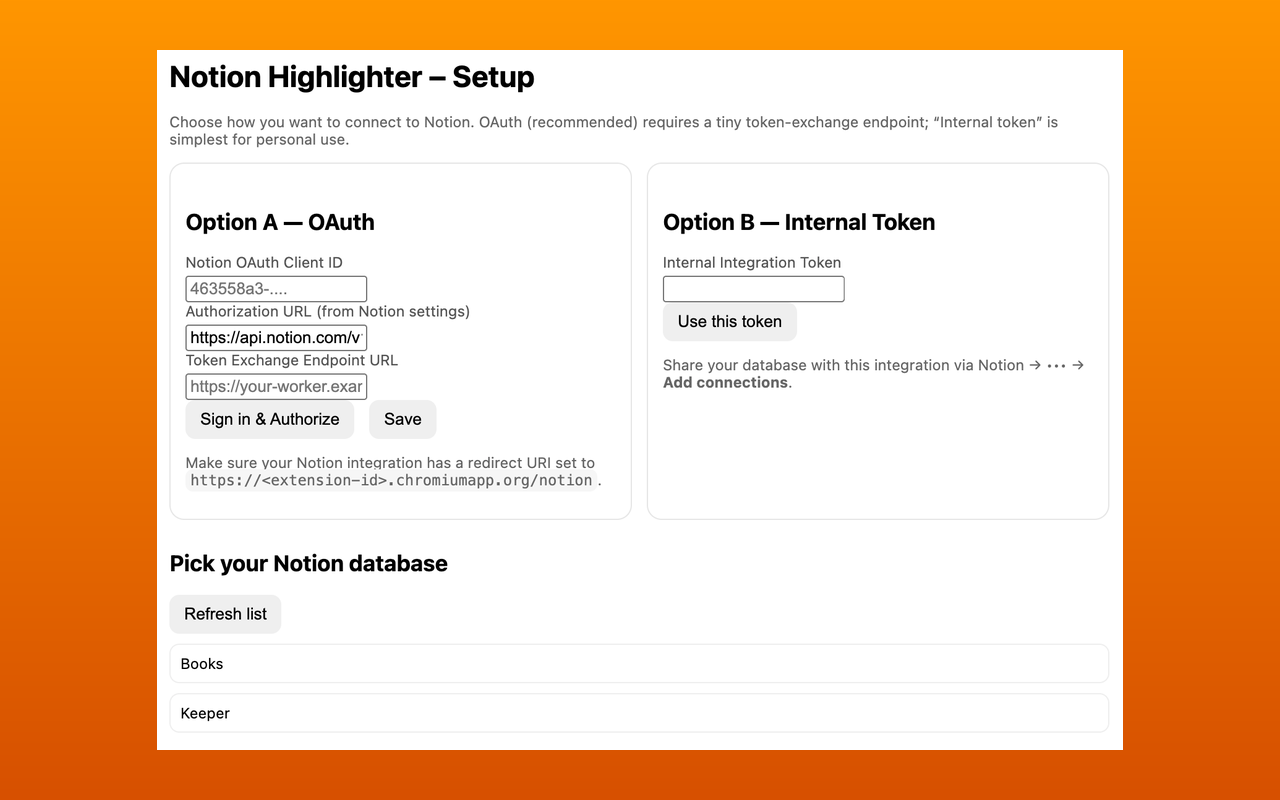 Notion Highlighter – Setup
Choose how you want to connect to Notion. OAuth (recommended) requires a tiny token-exchange endpoint; “Internal token” is
simplest for personal use.
Option A — OAuth
Notion OAuth Client ID
463558a3-....
Authorization URL (from Notion settings)
https://api.notion.com/v
Token Exchange Endpoint URL
https://your-worker.exar
Sign in & Authorize
Save
Make sure your Notion integration has a redirect URI set to
https://<extension-id>.chromiumapp.org/notion.
Option B — Internal Token
Internal Integration Token
Use this token
Share your database with this integration via Notion → ••• →
Add connections.
Pick your Notion database
Refresh list
Books
Keeper